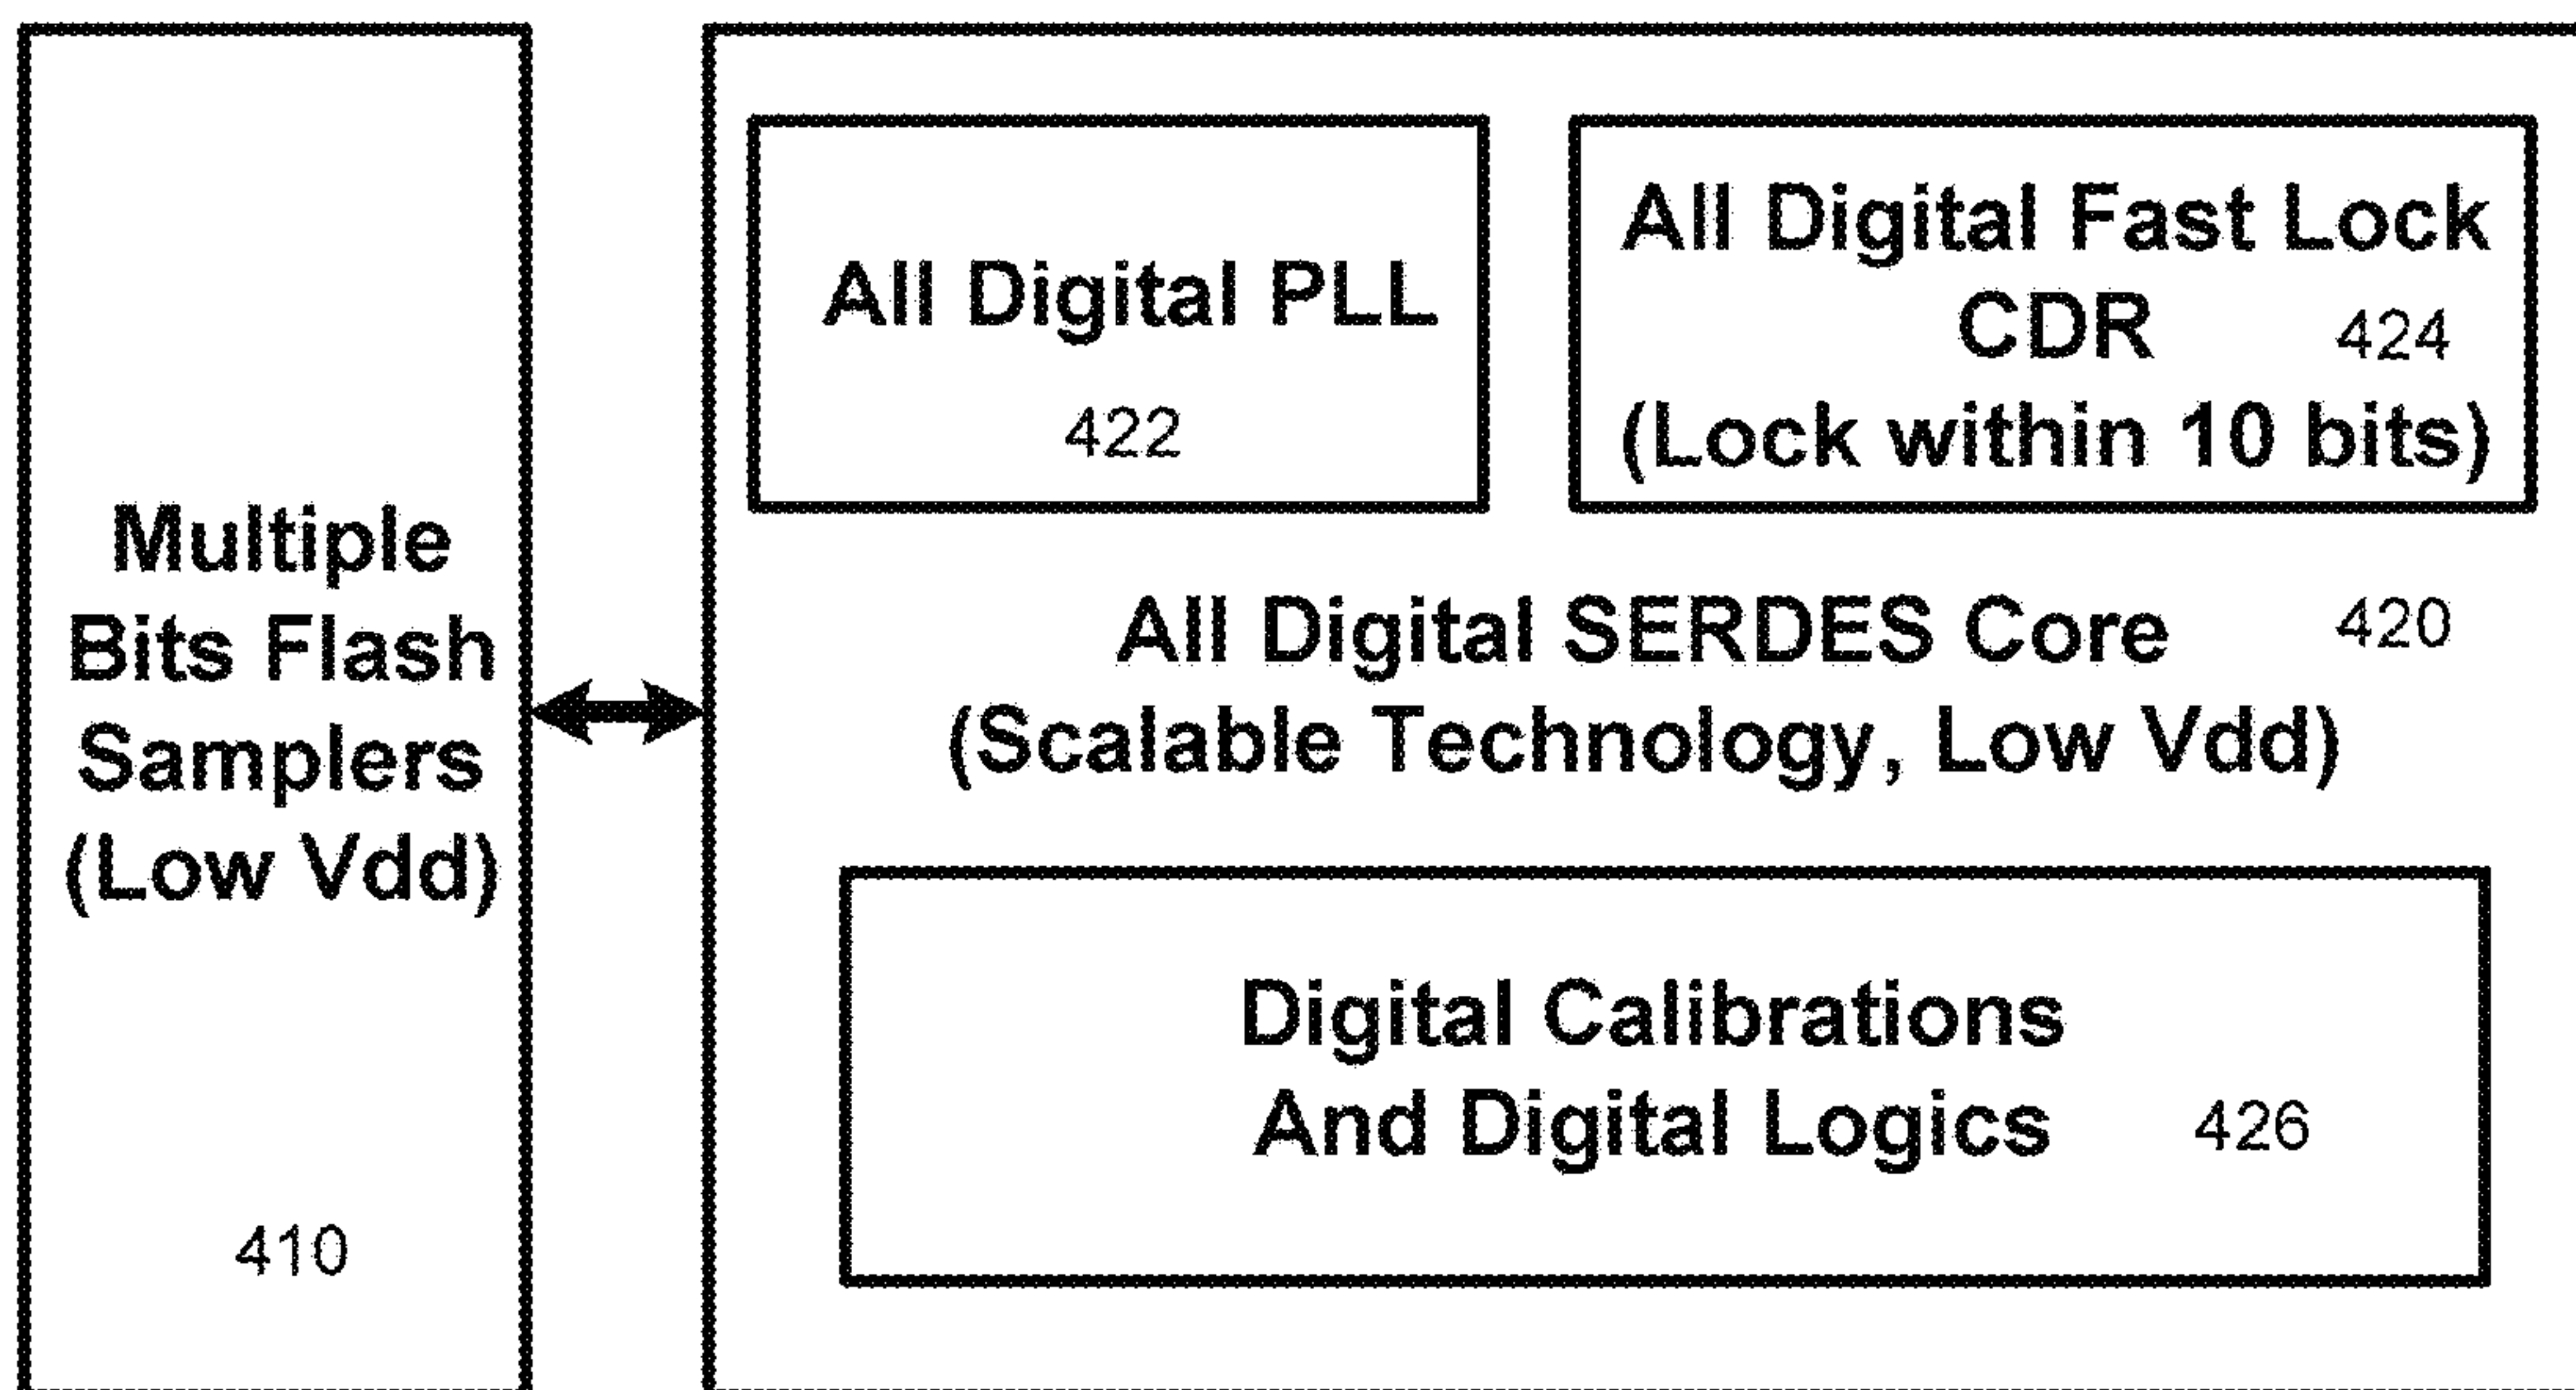 Multiple
Bits Flash
Samplers
(Low Vdd)
410
All Digital PLL
422
All Digital Fast Lock
CDR 424
(Lock within 10 bits)
All Digital SERDES Core 420
(Scalable Technology, Low Vdd)
Digital Calibrations
And Digital Logics 426